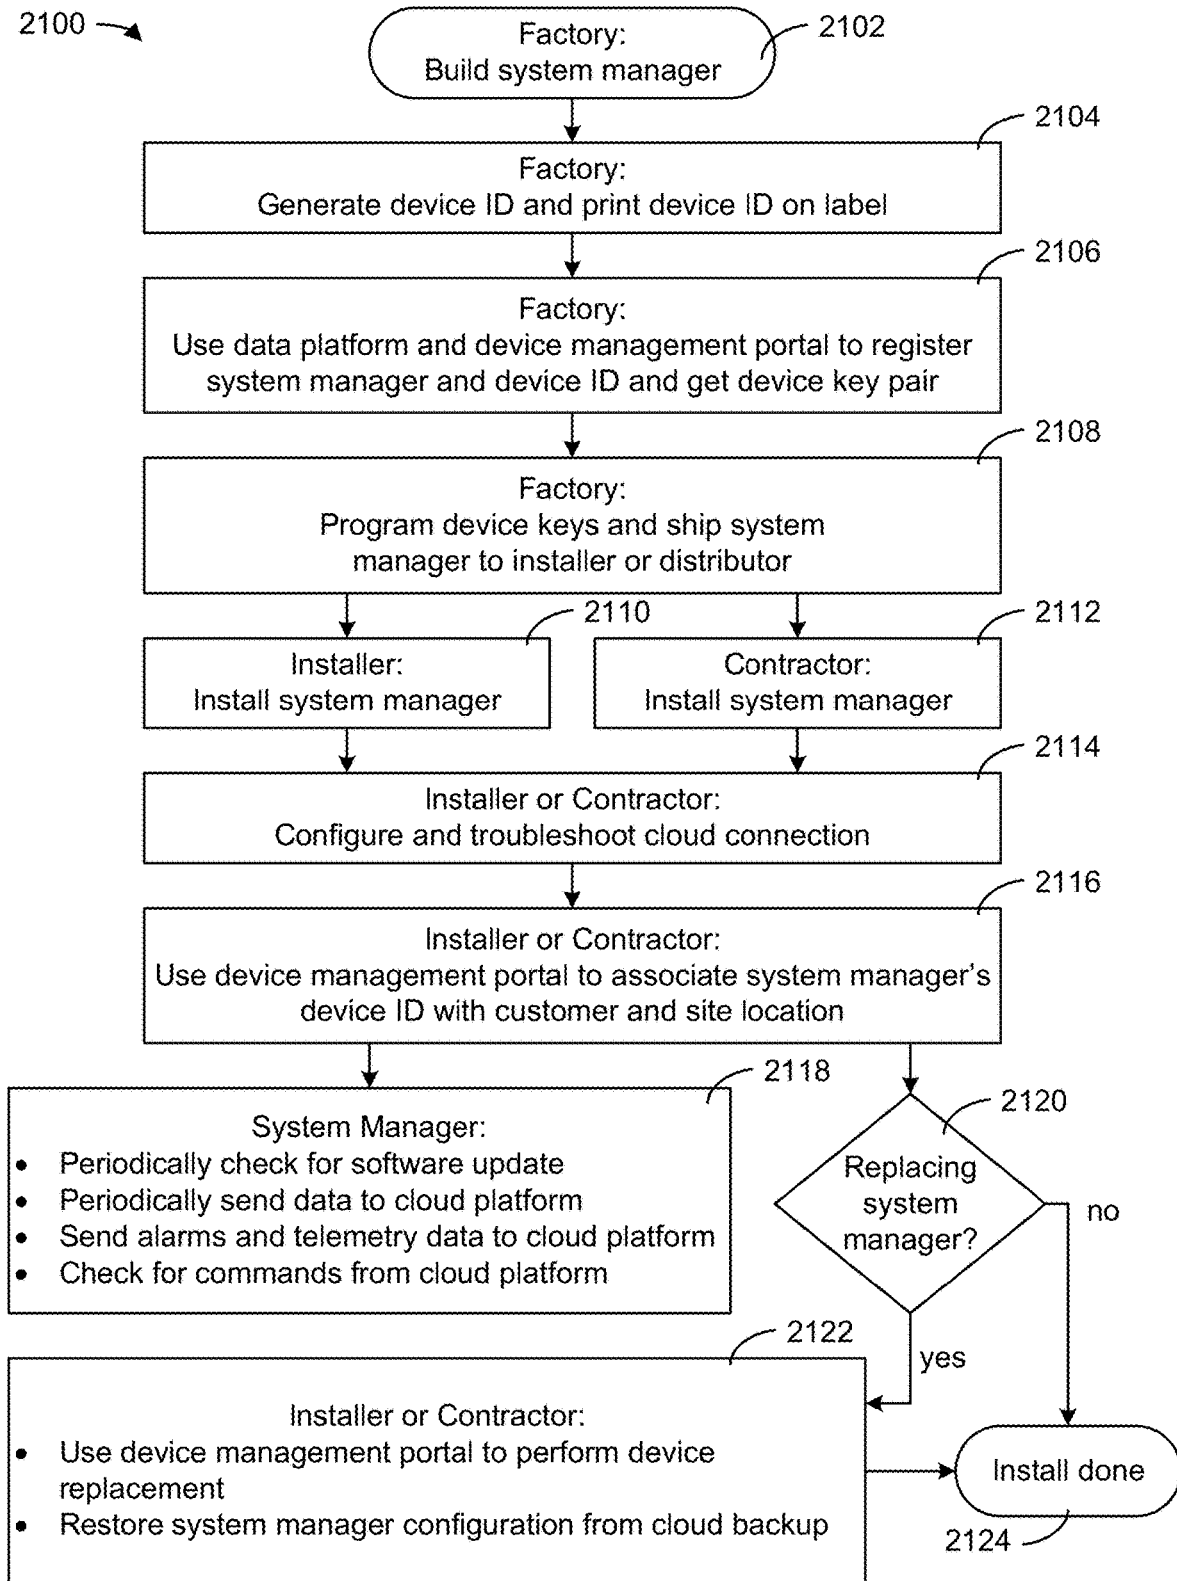 2100
Factory:
Build system manager
2102
2104
Factory:
Generate device ID and print device ID on label
2106
Factory:
Use data platform and device management portal to register
system manager and device ID and get device key pair
2108
Factory:
Program device keys and ship system
manager to installer or distributor
2110
Installer:
Install system manager
2112
Contractor:
Install system manager
2114
Installer or Contractor:
Configure and troubleshoot cloud connection
2116
Installer or Contractor:
Use device management portal to associate system manager’s
device ID with customer and site location
2118
System Manager:
• Periodically check for software update
• Periodically send data to cloud platform
• Send alarms and telemetry data to cloud platform
• Check for commands from cloud platform
2120
Replacing
system
manager?
no
yes
2122
Installer or Contractor:
• Use device management portal to perform device
replacement
• Restore system manager configuration from cloud backup
Install done
2124